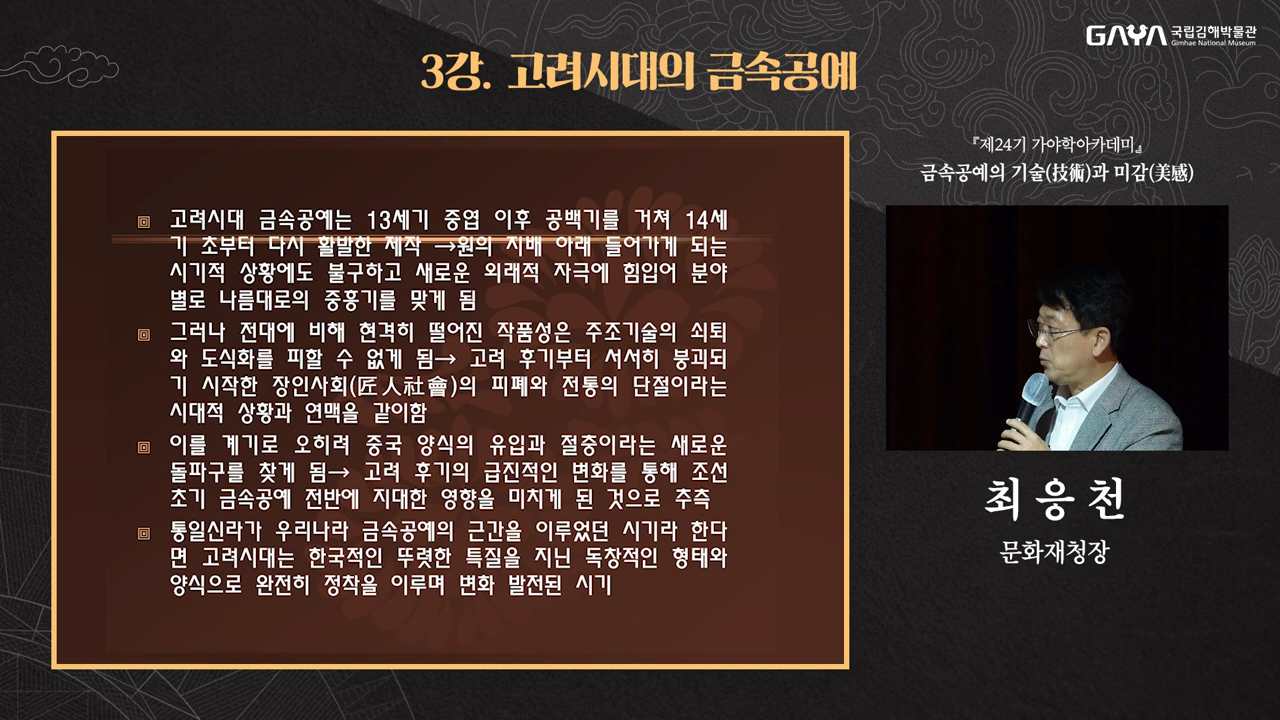 GAYA 국립김해박물관
Gimhae National Museum
3강. 고려시대의 금속공예
『제24기 가야학아카데미』
금속공예의 기술(技術)과 미감(美感)
고려시대 금속공예는 13세기 중엽 이후 공백기를 거쳐 14세
기 초부터 다시 활발한 제작 →원의 지배 아래 들어가게 되는
시기적 상황에도 불구하고 새로운 외래적 자극에 힘입어 분야
별로 나름대로의 중흥기를 맞게 됨
그러나 전대에 비해 현격히 떨어진 작품성은 주조기술의 쇠퇴
와 도식화를 피할 수 없게 됨→ 고려 후기부터 서서히 붕괴되
기 시작한 장인사회(匠人社會)의 피폐와 전통의 단절이라는
시대적 상황과 연맥을 같이함
이를 계기로 오히려 중국 양식의 유입과 절충이라는 새로운
돌파구를 찾게 됨→ 고려 후기의 급진적인 변화를 통해 조선
초기 금속공예 전반에 지대한 영향을 미치게 된 것으로 추측
통일신라가 우리나라 금속공예의 근간을 이루었던 시기라 한다
면 고려시대는 한국적인 뚜렷한 특질을 지닌 독창적인 형태와
양식으로 완전히 정착을 이루며 변화 발전된 시기
최응천
문화재청장